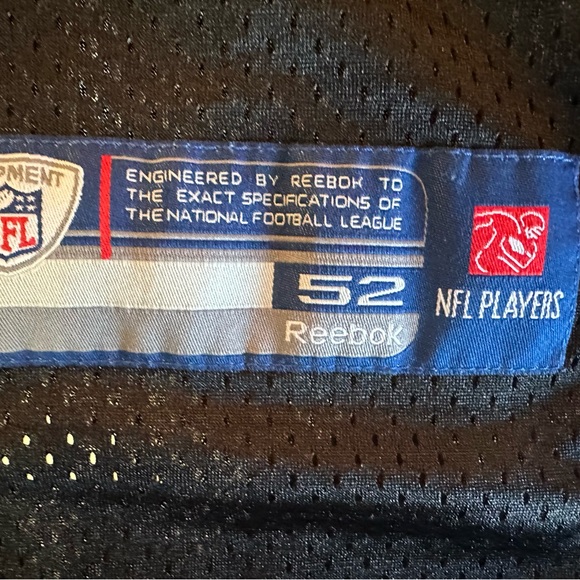 PMENT
FL
ENGINEERED BY REEBOK TO
THE EXACT SPECIFICATIONS OF
THE NATIONAL FOOTBALL LEAGUE
52
Reebok
NFL PLAYERS